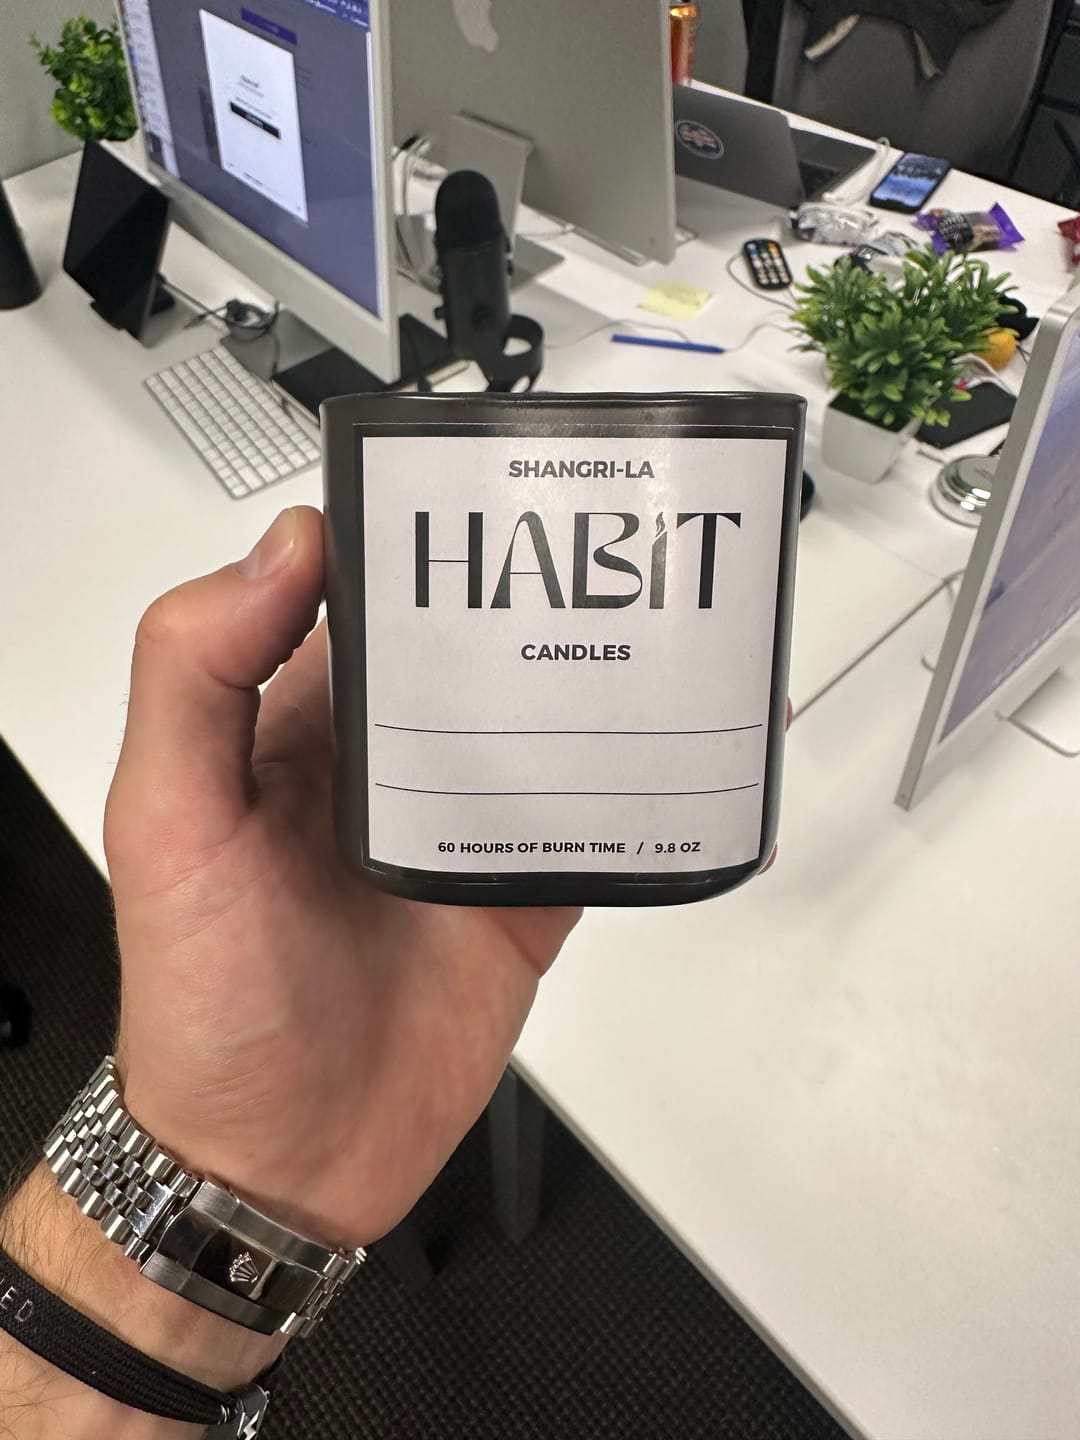 SHANGRI-LA
HABIT
CANDLES
60 HOURS OF BURN TIME / 9.8 OZ